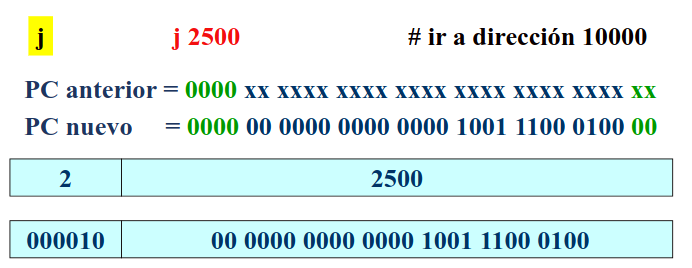 j j 2500 # ir a dirección 10000
PC anterior = 0000 xx xxxx xxxx xxxx xxxx xxxx xxxx xx
PC nuevo = 0000 00 0000 0000 0000 1001 1100 0100 00
2 2500
000010 00 0000 0000 0000 1001 1100 0100